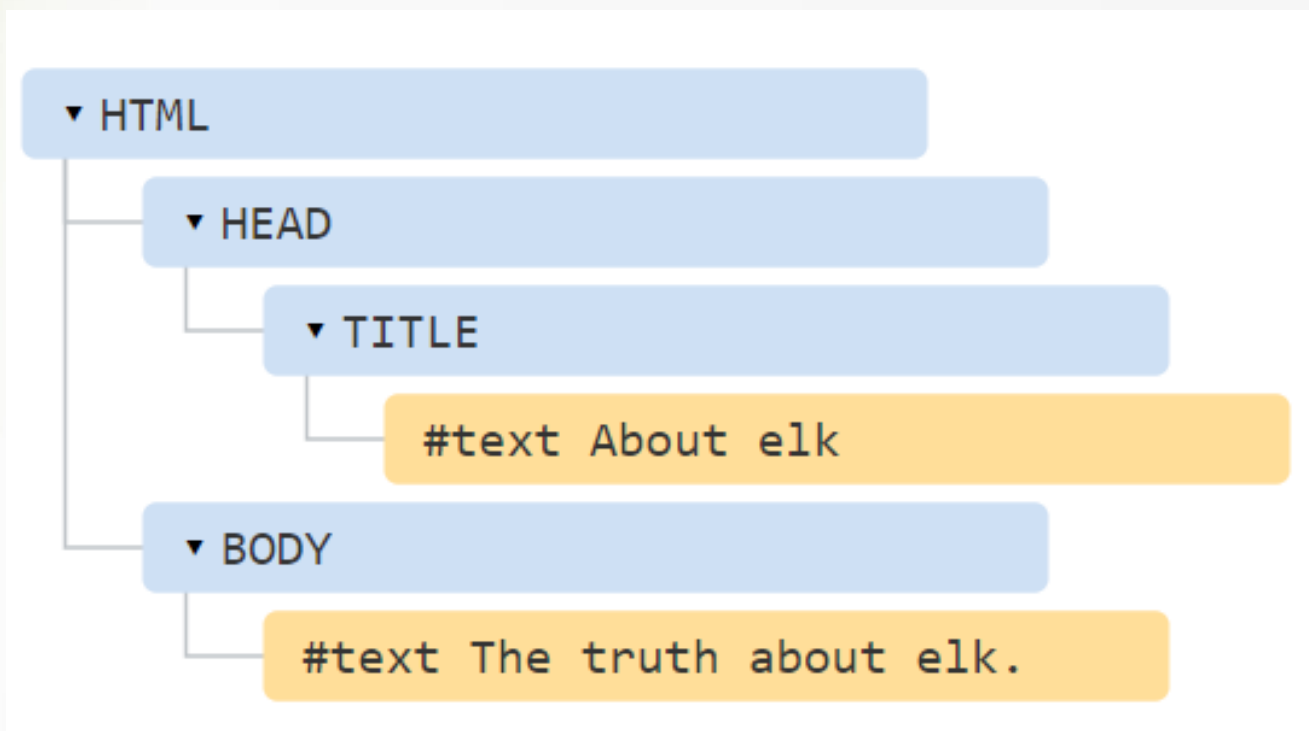 HTML
HEAD
TITLE
#text About elk
BODY
#text The truth about elk.